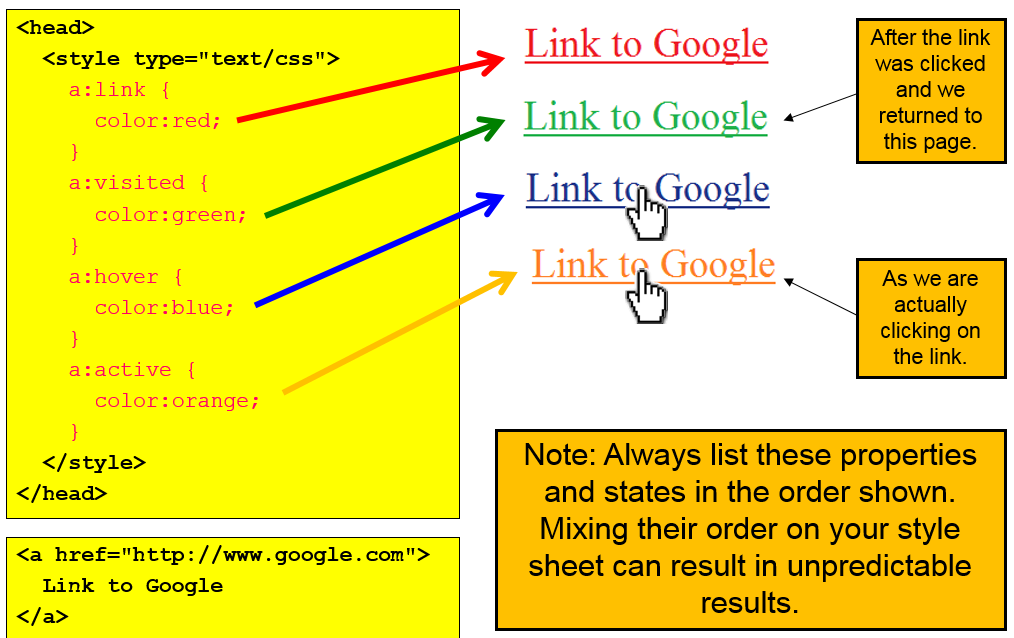 <head>
<style type="text/css">
a:link {
color:red;
}
a:visited {
color:green;
}
a:hover {
color:blue;
}
a:active {
color:orange;
}
</style>
</head>
<a href="http://www.google.com">
Link to Google
</a>
Link to Google
Link to Google
Link to Google
Link to Google
After the link
was clicked
and we
returned to
this page.
As we are
actually
clicking on
the link.
Note: Always list these properties
and states in the order shown.
Mixing their order on your style
sheet can result in unpredictable
results.